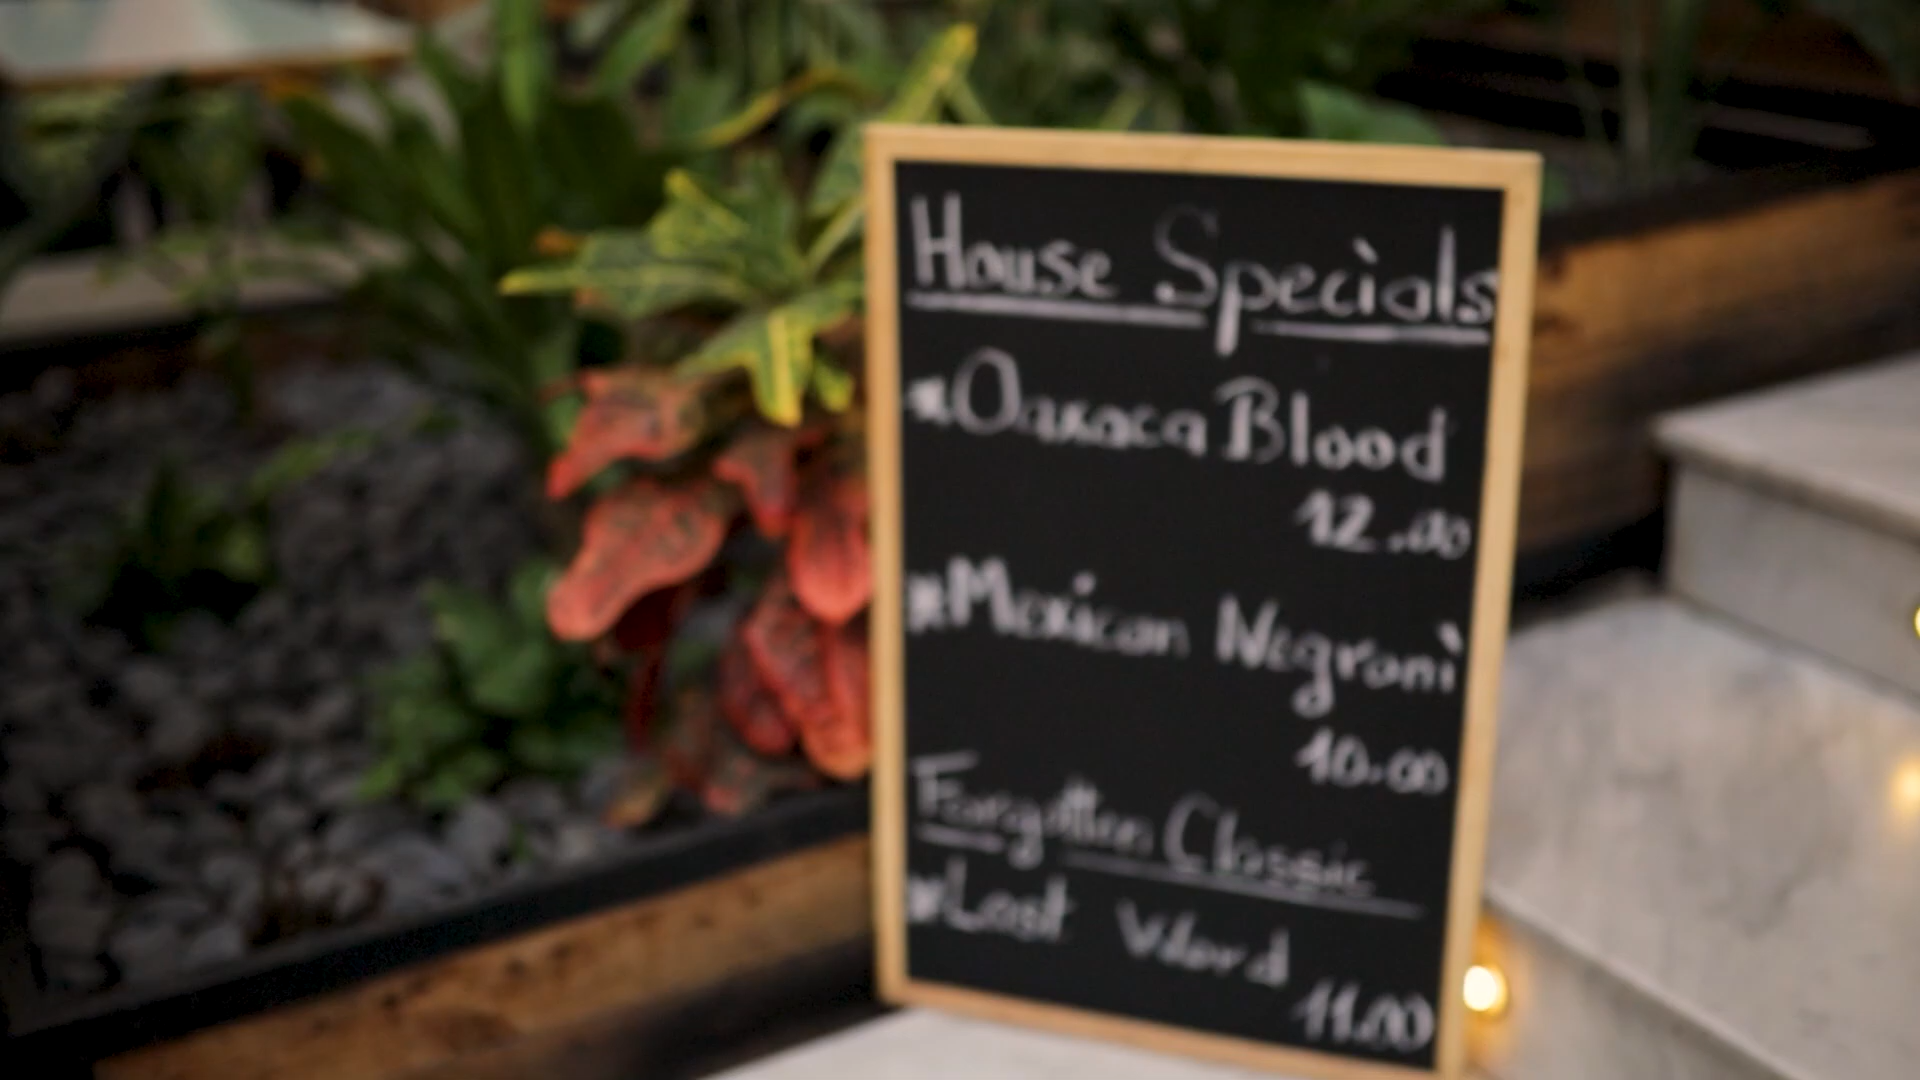 House Specials
*Oaxaca Blood
12.00
*Mexican Negroni
10.00
Forgotten Classic
*Last Word
11.00